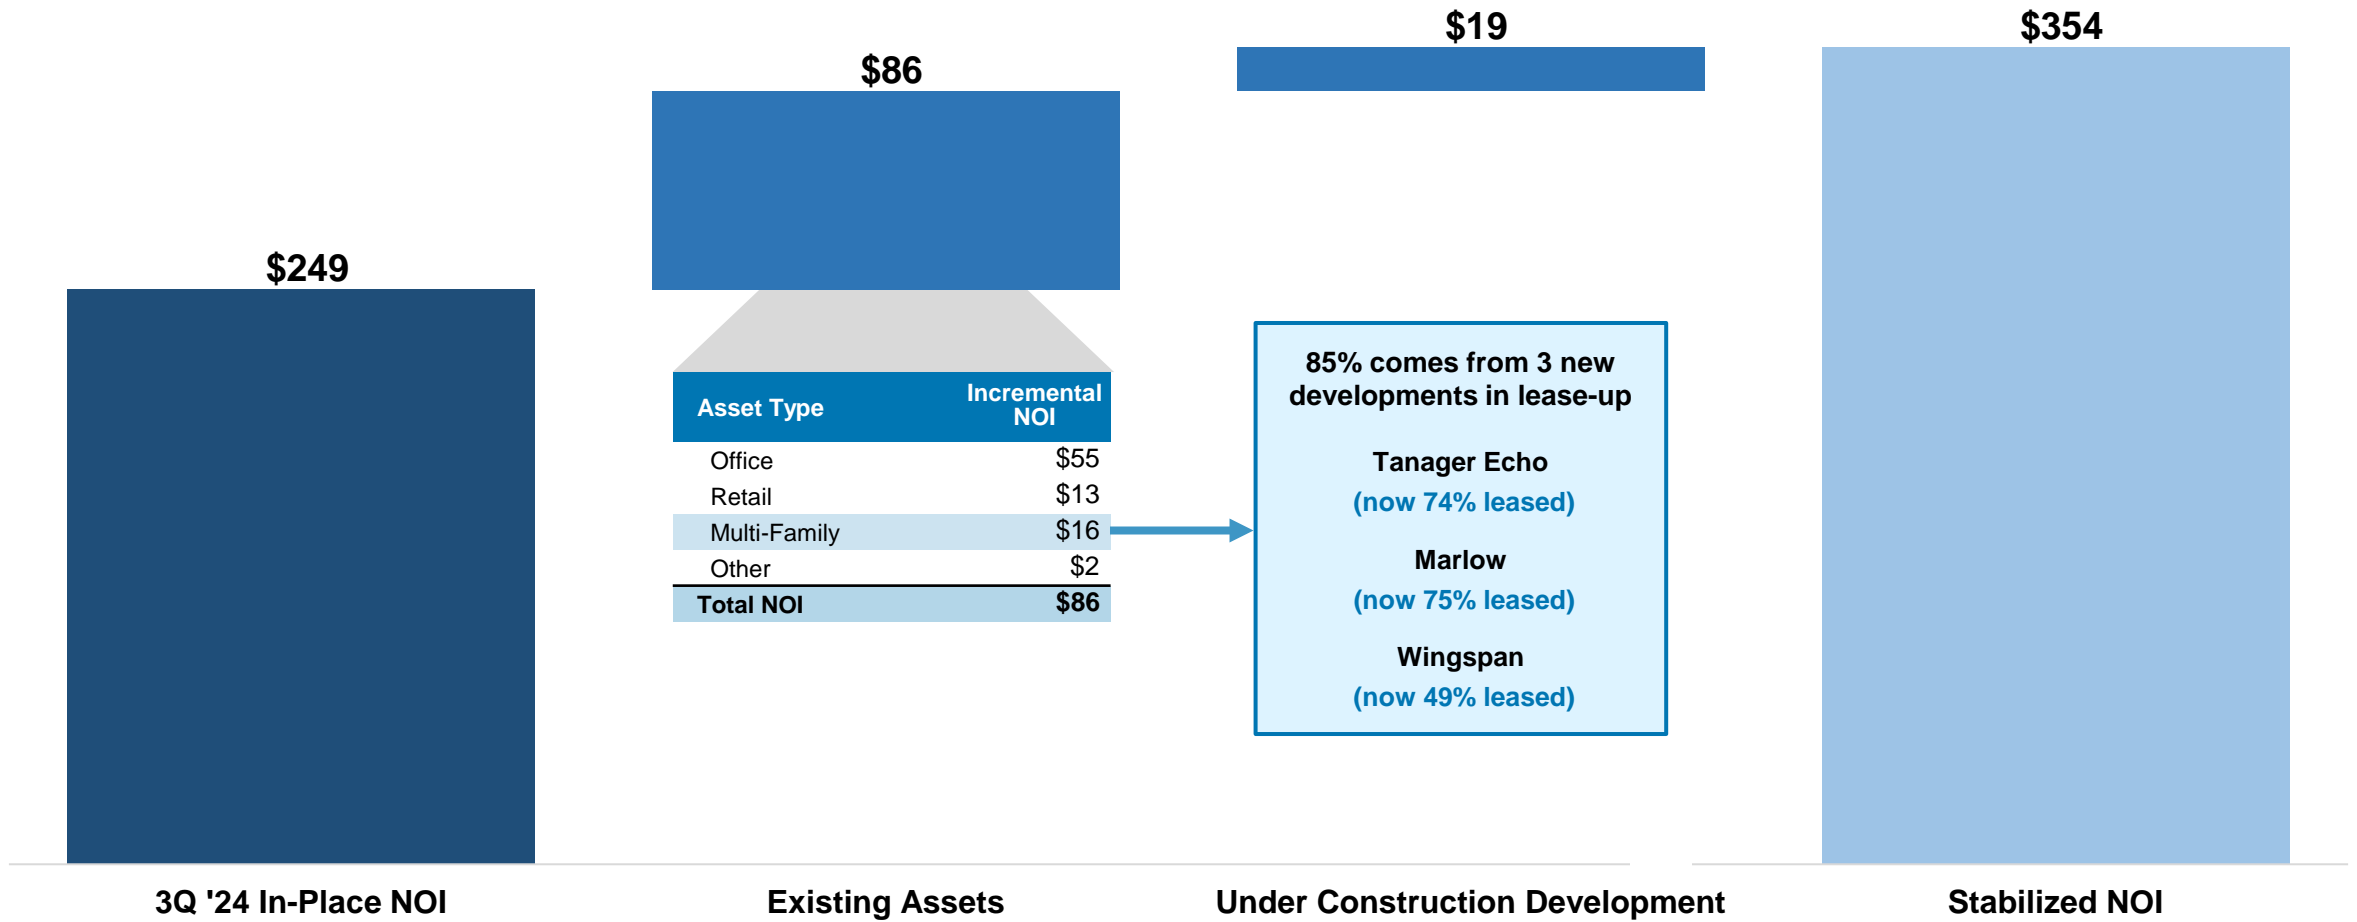 $249
$86
$19
$354
Asset Type
Incremental
NOI
Office $55
Retail $13
Multi-Family $16
Other $2
Total NOI $86
85% comes from 3 new
developments in lease-up
Tanager Echo
(now 74% leased)
Marlow
(now 75% leased)
Wingspan
(now 49% leased)
3Q '24 In-Place NOI
Existing Assets
Under Construction Development
Stabilized NOI